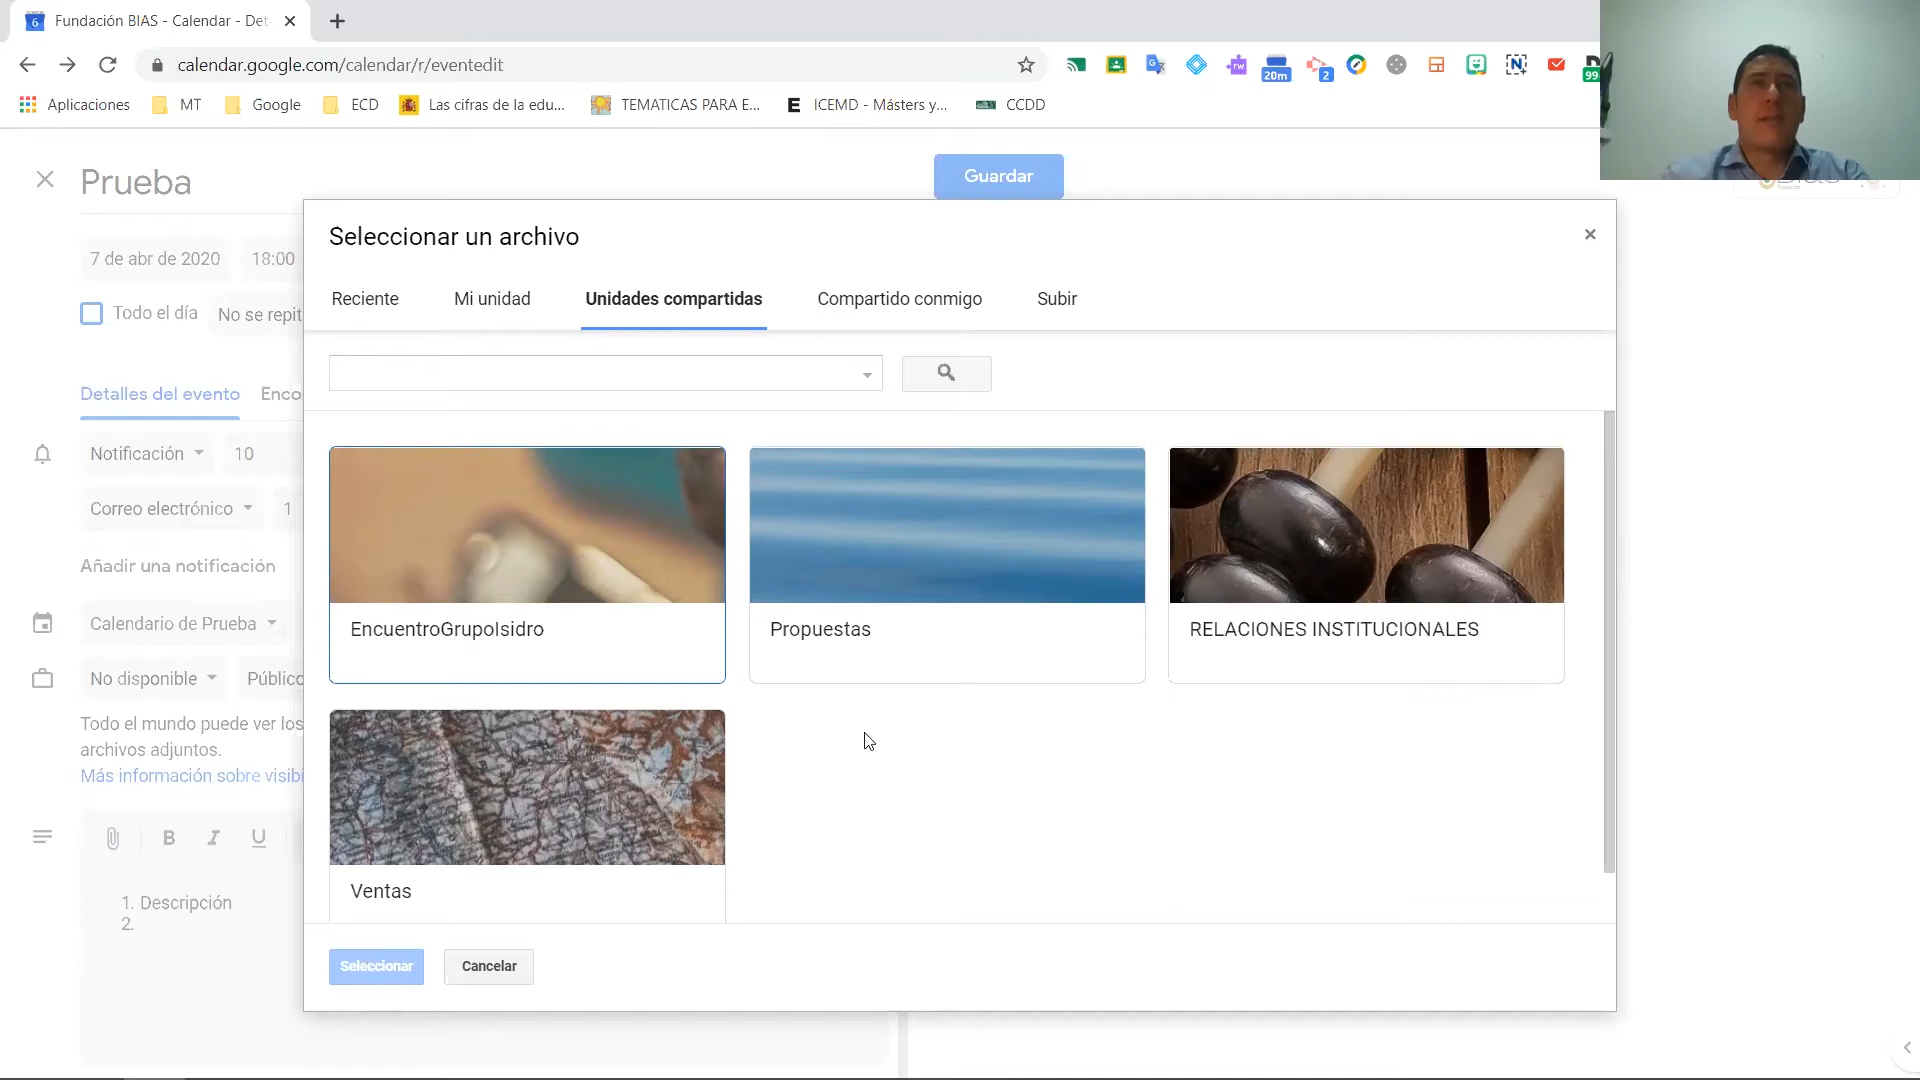 Fundación BIAS - Calendar - Det
calendar.google.com/calendar/r/eventedit
20m
2
99
Aplicaciones
MT
Google
ECD
Las cifras de la edu...
TEMATICAS PARA E...
ICEMD - Másters y...
CCDD
Prueba
Guardar
7 de abr de 2020
18:00
Todo el día
No se repit
Detalles del evento
Enco
Notificación
10
Correo electrónico
1
Añadir una notificación
Calendario de Prueba
No disponible
Público
Todo el mundo puede ver los
archivos adjuntos.
Más información sobre visibi
B
I
U
1. Descripción
2.
Seleccionar un archivo
Reciente
Mi unidad
Unidades compartidas
Compartido conmigo
Subir
EncuentroGrupoIsidro
Propuestas
RELACIONES INSTITUCIONALES
Ventas
Seleccionar
Cancelar